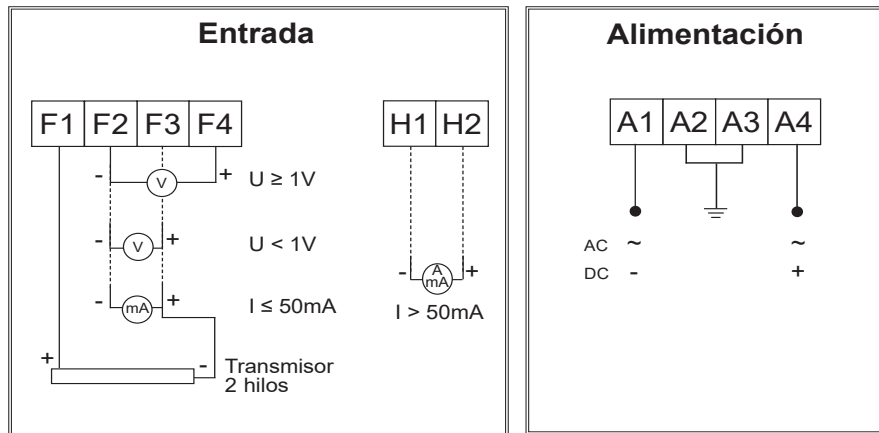 Entrada
F1 F2 F3 F4
H1 H2
- V + U ≥ 1V
- V + U < 1V
- mA + I ≤ 50mA
- A mA +
I > 50mA
+ - Transmisor
2 hilos
Alimentación
A1 A2 A3 A4
AC ~ ~
DC - +